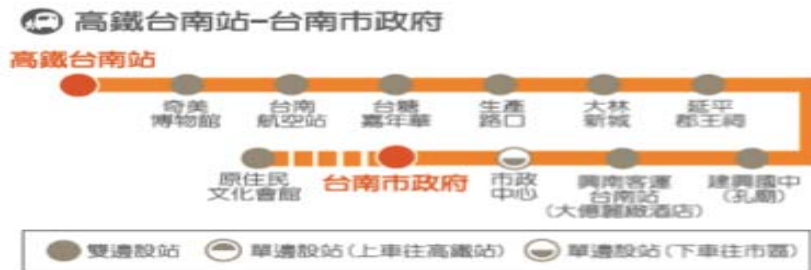 高鐵台南站-台南市政府
高鐵台南站
奇美
博物館
台南
航空站
台糖
嘉年華
生產
路口
大林
新城
延平
郡王祠
原住民
文化會館
台南市政府
市政
中心
興南客運
台南站
(大億麗緻酒店)
建興國中
(孔廟)
雙邊設站
單邊設站(上車往高鐵站)
單邊設站(下車往市區)